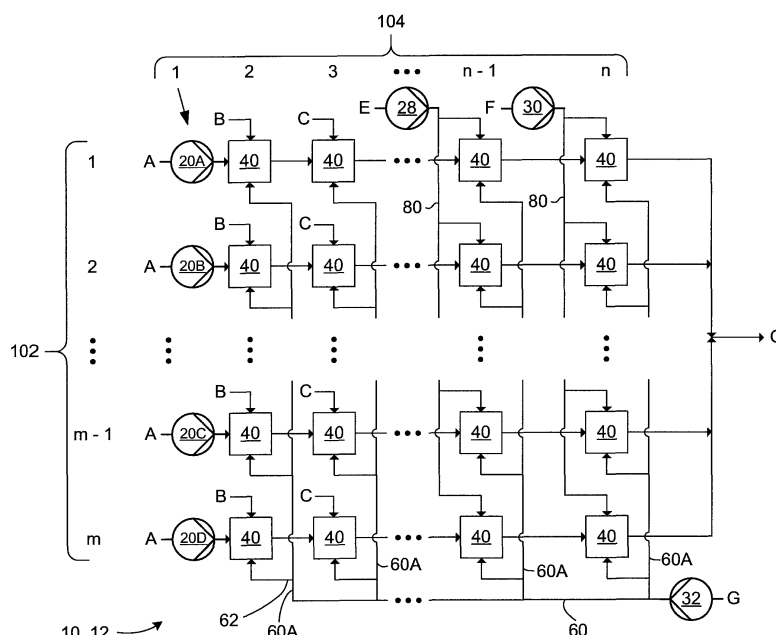 104
1 2 3 ••• n - 1 n
E 28 F 30
B C
1 A 20A 40 40 ••• 40 40
80 80
B C
2 A 20B 40 40 ••• 40 40
102
O
B C
m - 1 A 20C 40 40 ••• 40 40
B C
m A 20D 40 40 ••• 40 40
60A 60A 60A
62 60A ••• 60 32 G
10, 12